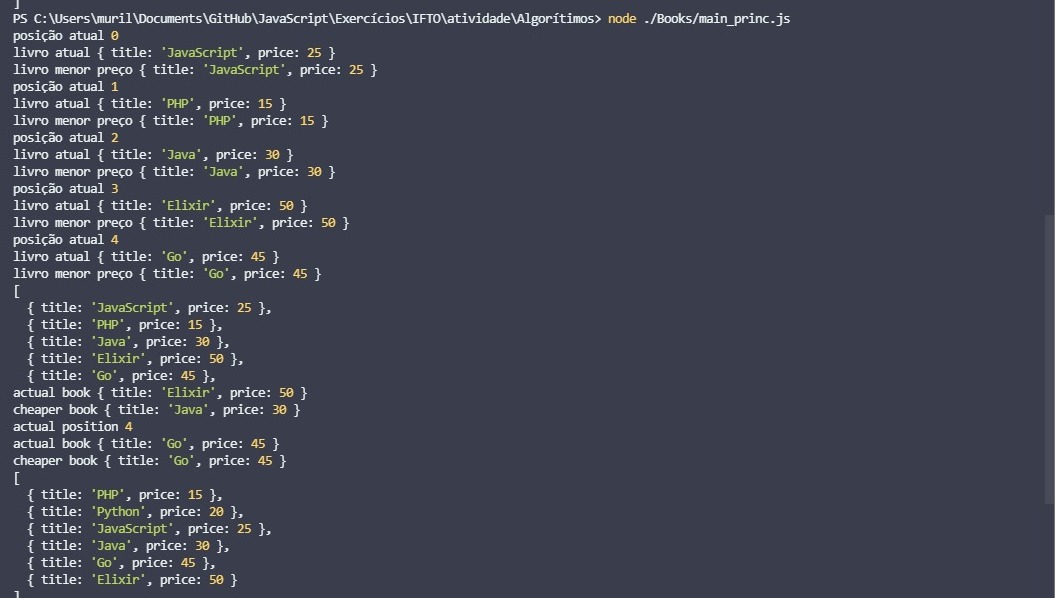 ]
PS C:\Users\muril\Documents\GitHub\JavaScript\Exercícios\IFTO\atividade\Algorítimos> node ./Books/main_princ.js
posição atual 0
livro atual { title: 'JavaScript', price: 25 }
livro menor preço { title: 'JavaScript', price: 25 }
posição atual 1
livro atual { title: 'PHP', price: 15 }
livro menor preço { title: 'PHP', price: 15 }
posição atual 2
livro atual { title: 'Java', price: 30 }
livro menor preço { title: 'Java', price: 30 }
posição atual 3
livro atual { title: 'Elixir', price: 50 }
livro menor preço { title: 'Elixir', price: 50 }
posição atual 4
livro atual { title: 'Go', price: 45 }
livro menor preço { title: 'Go', price: 45 }
[
  { title: 'JavaScript', price: 25 },
  { title: 'PHP', price: 15 },
  { title: 'Java', price: 30 },
  { title: 'Elixir', price: 50 },
  { title: 'Go', price: 45 },
actual book { title: 'Elixir', price: 50 }
cheaper book { title: 'Java', price: 30 }
actual position 4
actual book { title: 'Go', price: 45 }
cheaper book { title: 'Go', price: 45 }
[
  { title: 'PHP', price: 15 },
  { title: 'Python', price: 20 },
  { title: 'JavaScript', price: 25 },
  { title: 'Java', price: 30 },
  { title: 'Go', price: 45 },
  { title: 'Elixir', price: 50 }
]